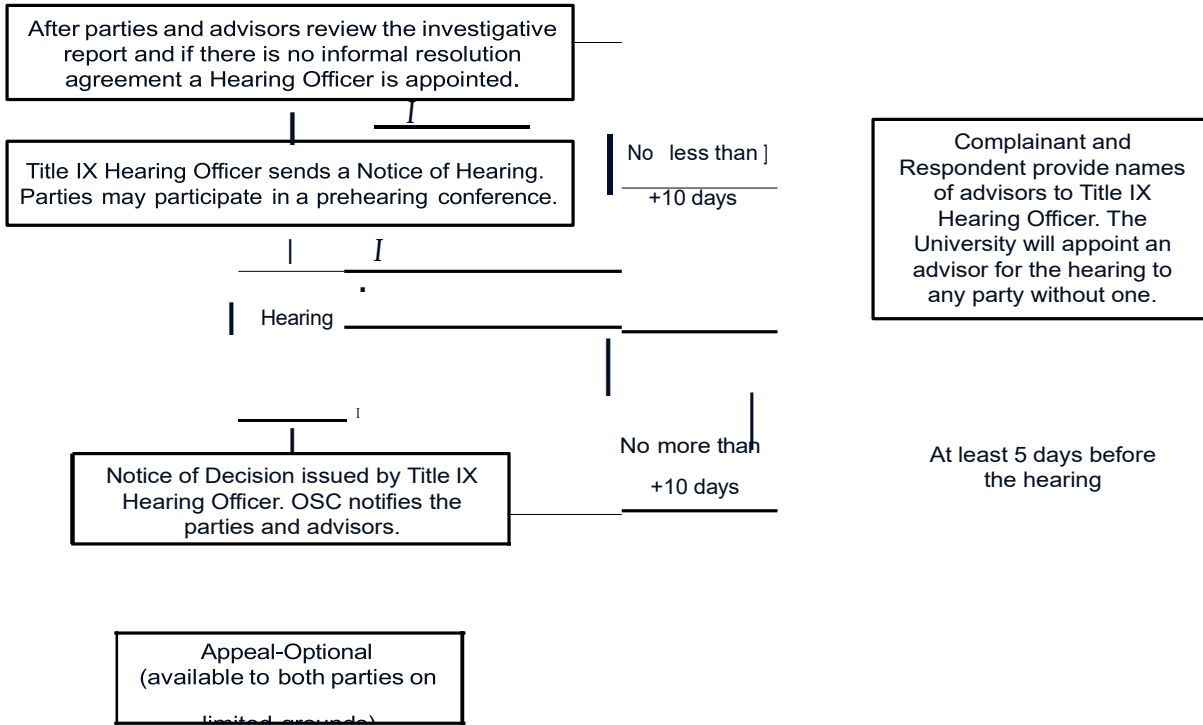 After parties and advisors review the investigative
report and if there is no informal resolution
agreement a Hearing Officer is appointed.
I
Title IX Hearing Officer sends a Notice of Hearing.
Parties may participate in a prehearing conference.
No less than ]
+10 days
Complainant and
Respondent provide names
of advisors to Title IX
Hearing Officer. The
University will appoint an
advisor for the hearing to
any party without one.
I
Hearing
I
No more than
+10 days
At least 5 days before
the hearing
Notice of Decision issued by Title IX
Hearing Officer. OSC notifies the
parties and advisors.
Appeal-Optional
(available to both parties on
limited grounds)